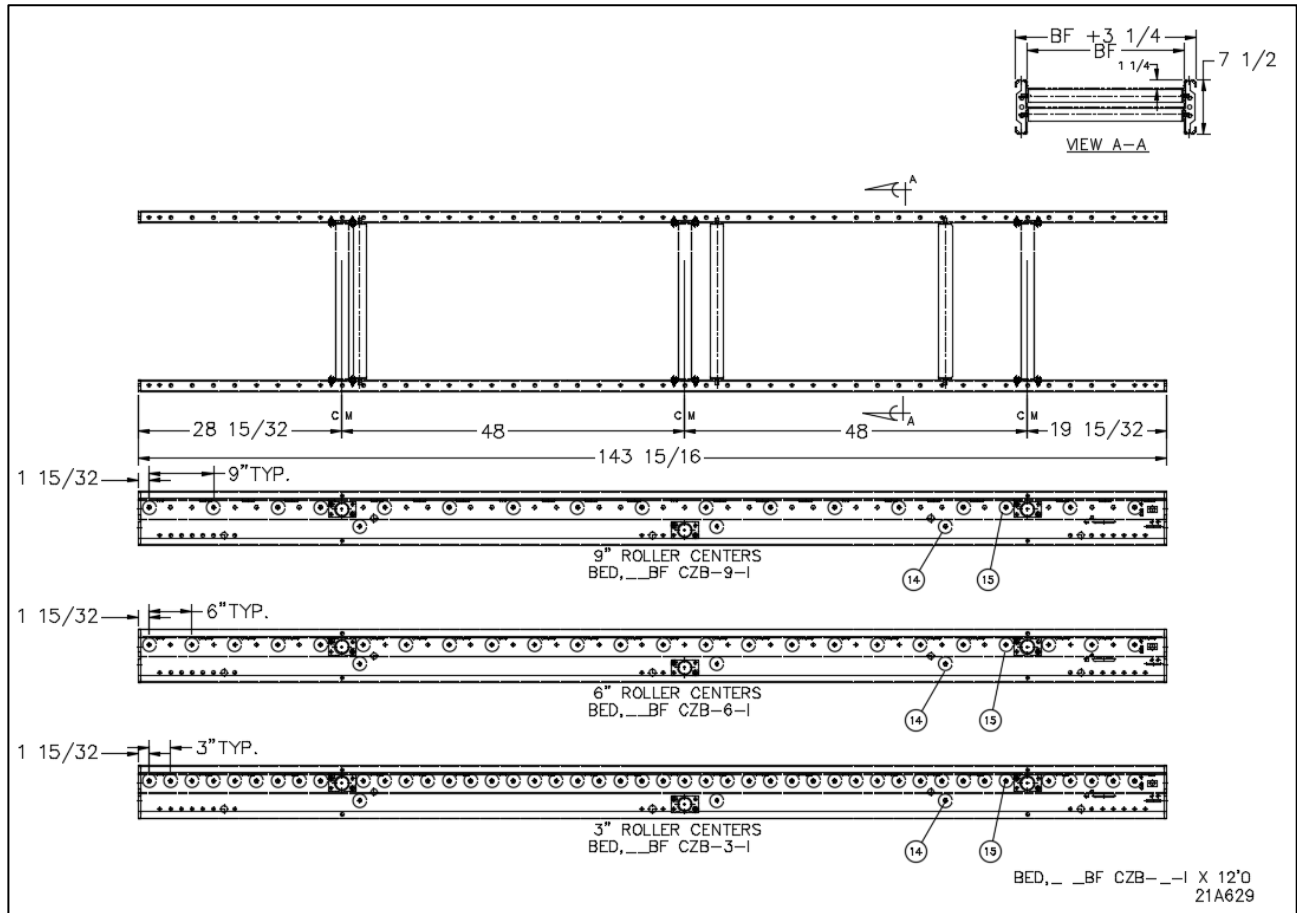 BF +3 1/4
BF
1 1/4
7 1/2
VIEW A-A
A
A
C M
C M
C M
28 15/32
48
48
19 15/32
143 15/16
1 15/32
9"TYP.
9" ROLLER CENTERS
BED,__BF CZB-9-I
14
15
1 15/32
6"TYP.
6" ROLLER CENTERS
BED,__BF CZB-6-I
14
15
1 15/32
3"TYP.
3" ROLLER CENTERS
BED,__BF CZB-3-I
14
15
BED,_ _BF CZB-_-I X 12'0
21A629